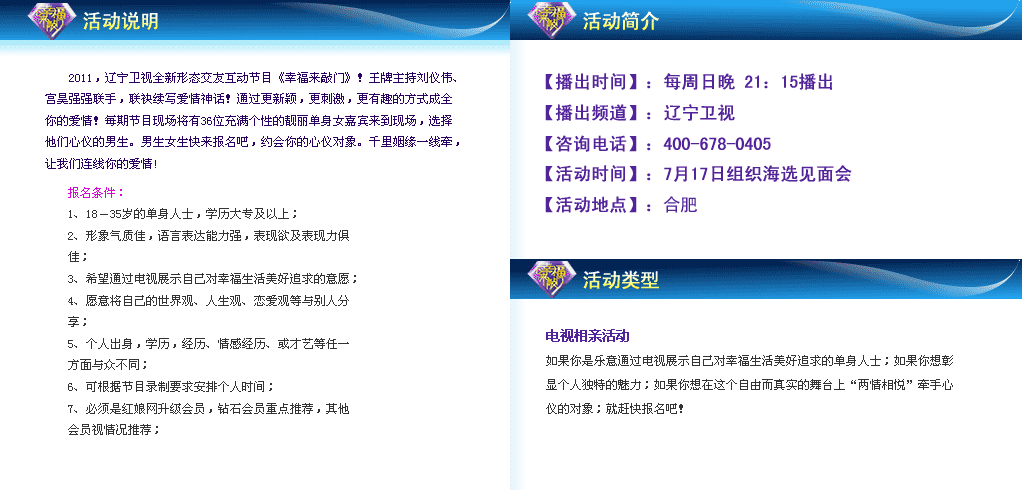 活动说明
2011，辽宁卫视全新形态交友互动节目《幸福来敲门》！王牌主持刘仪伟、
宫昊强强联手，联袂续写爱情神话！通过更新颖，更刺激，更有趣的方式成全
你的爱情！每期节目现场将有36位充满个性的靓丽单身女嘉宾来到现场，选择
他们心仪的男生。男生女生快来报名吧，约会你的心仪对象。千里姻缘一线牵，
让我们连线你的爱情！
报名条件：
1、18－35岁的单身人士，学历大专及以上；
2、形象气质佳，语言表达能力强，表现欲及表现力俱
佳；
3、希望通过电视展示自己对幸福生活美好追求的意愿；
4、愿意将自己的世界观、人生观、恋爱观等与别人分
享；
5、个人出身，学历，经历、情感经历、或才艺等任一
方面与众不同；
6、可根据节目录制要求安排个人时间；
7、必须是红娘网升级会员，钻石会员重点推荐，其他
会员视情况推荐；
活动简介
【播出时间】：每周日晚 21：15播出
【播出频道】：辽宁卫视
【咨询电话】：400-678-0405
【活动时间】：7月17日组织海选见面会
【活动地点】：合肥
活动类型
电视相亲活动
如果你是乐意通过电视展示自己对幸福生活美好追求的单身人士；如果你想彰
显个人独特的魅力；如果你想在这个自由而真实的舞台上“两情相悦”牵手心
仪的对象；就赶快报名吧！